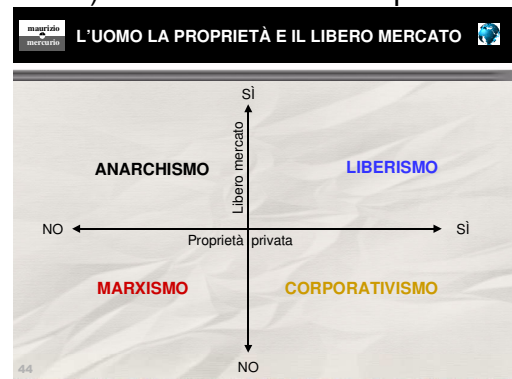 maurizio
mercurio
L'UOMO LA PROPRIETÀ E IL LIBERO MERCATO
SÌ
Libero mercato
ANARCHISMO
LIBERISMO
NO
SÌ
Proprietà privata
MARXISMO
CORPORATIVISMO
NO
44